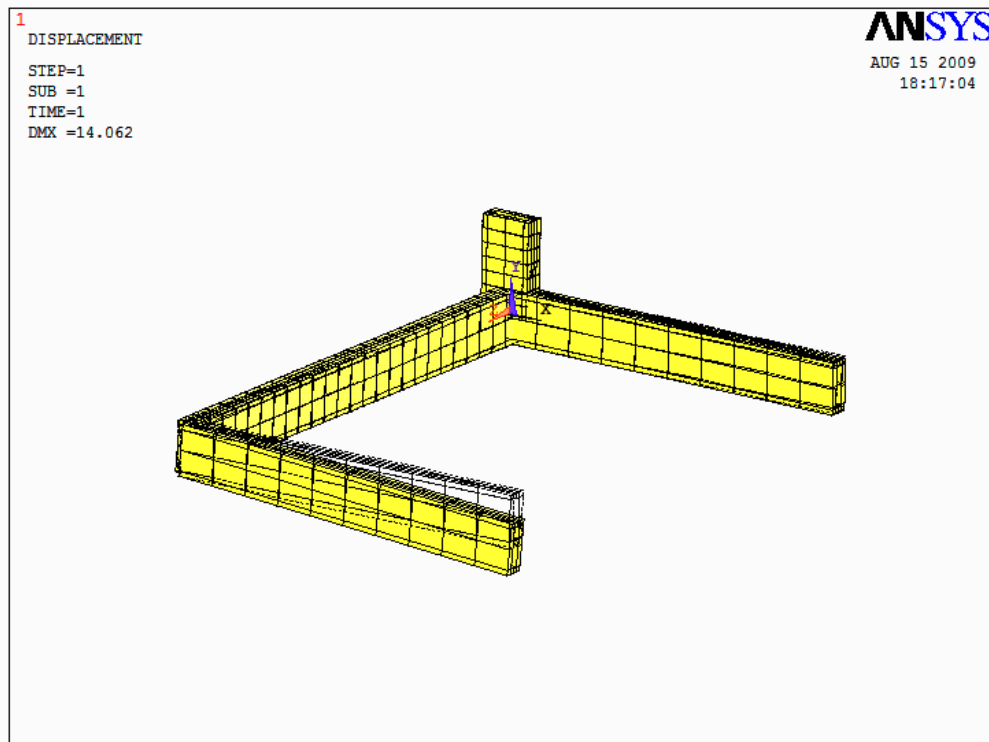 1
DISPLACEMENT
STEP=1
SUB =1
TIME=1
DMX =14.062
ANSYS
AUG 15 2009
18:17:04
Y
X